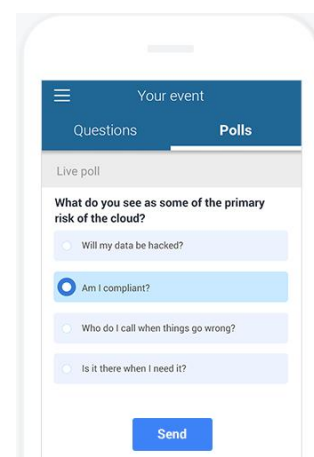 Your event
Questions
Polls
Live poll
What do you see as some of the primary
risk of the cloud?
Will my data be hacked?
Am I compliant?
Who do I call when things go wrong?
Is it there when I need it?
Send